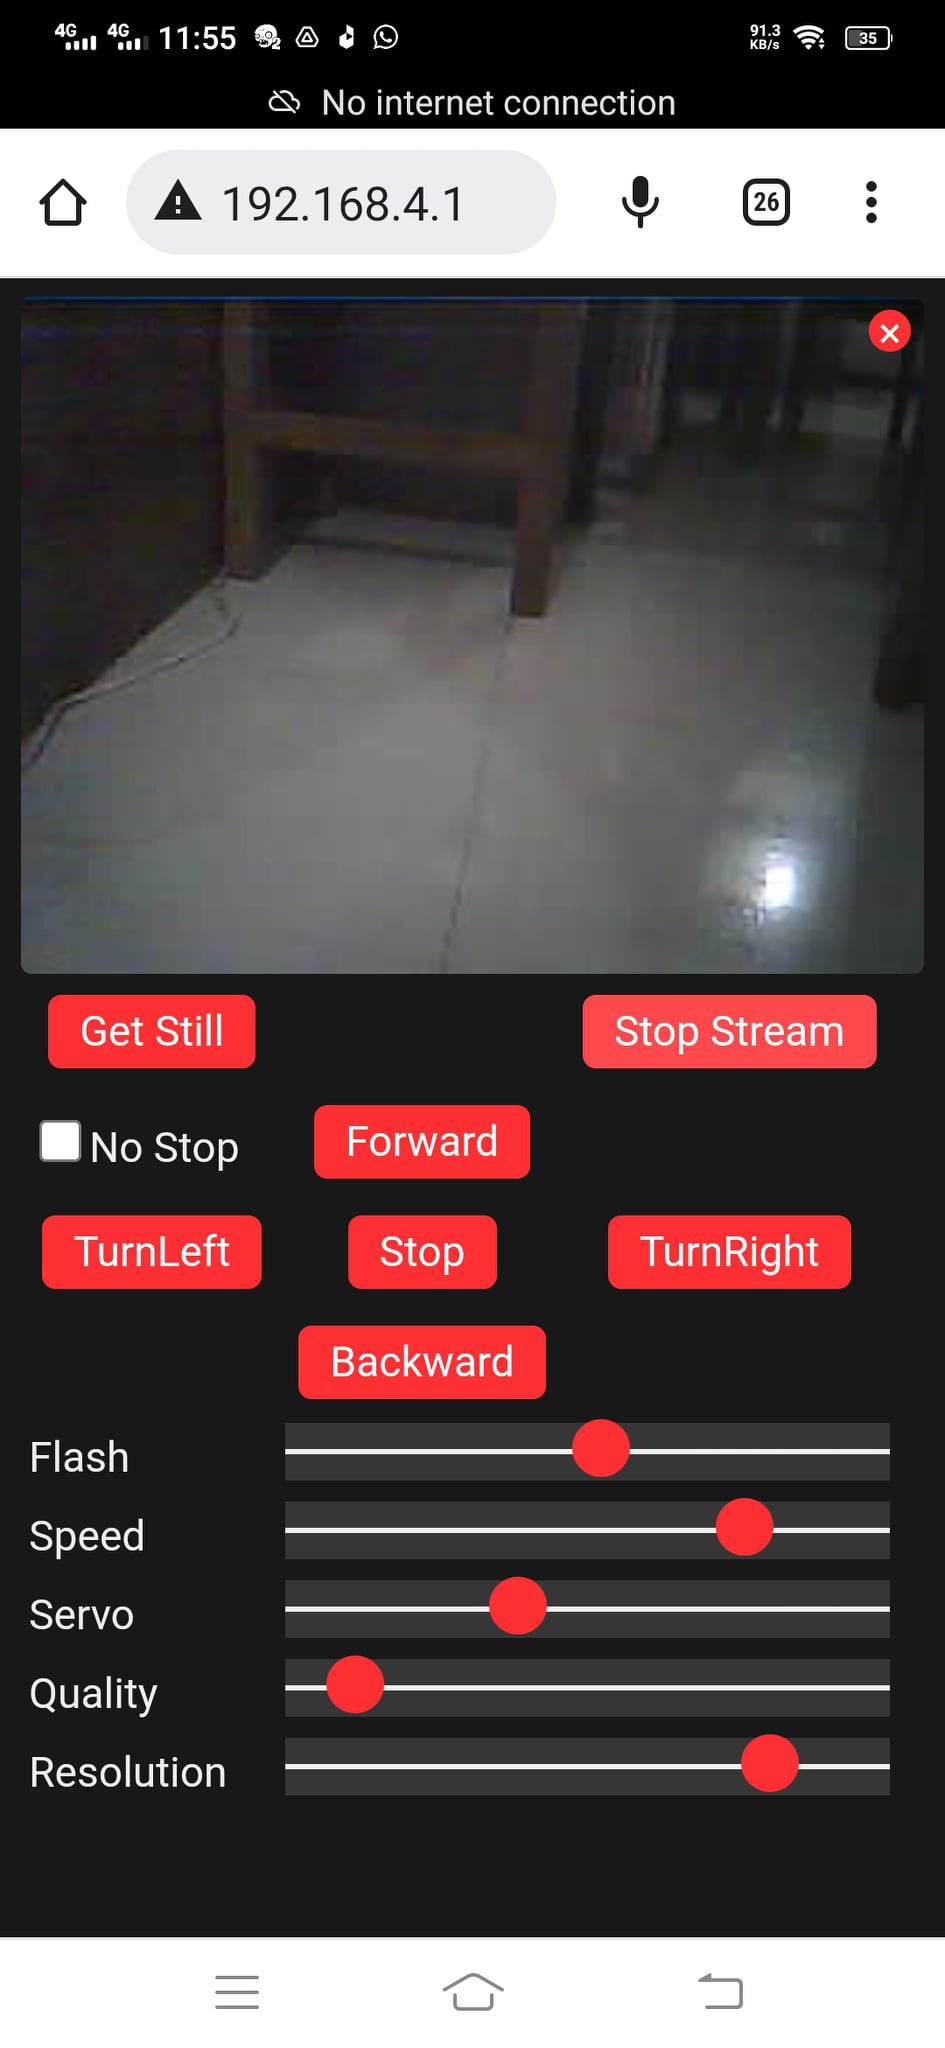 4G 4G 11:55 91.3 KB/s 35
No internet connection
192.168.4.1 26
Get Still Stop Stream
No Stop Forward
TurnLeft Stop TurnRight
Backward
Flash
Speed
Servo
Quality
Resolution